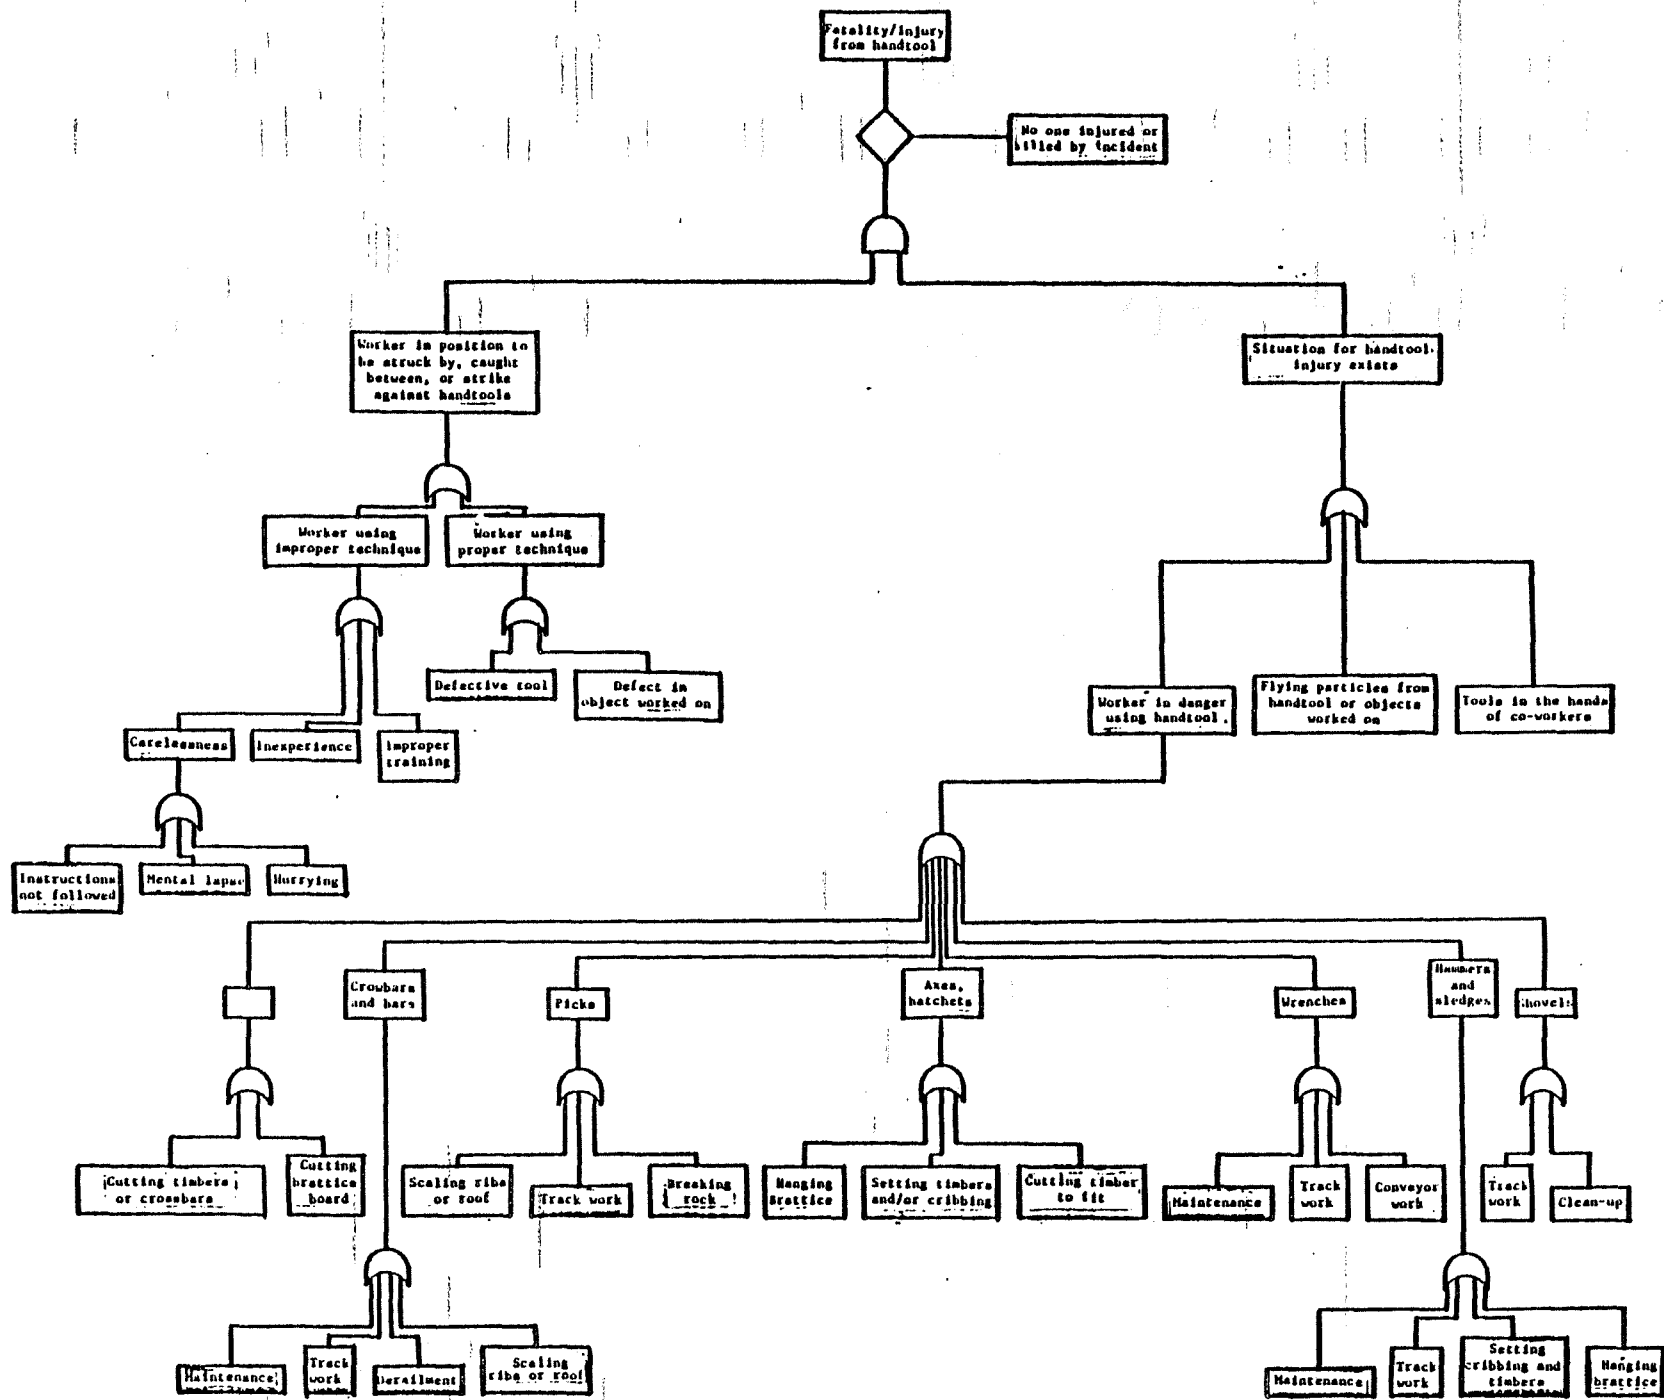 Fatality/injury
from handtool
No one injured or
killed by incident
Worker in position to
be struck by, caught
between, or strike
against handtools
Situation for handtool
injury exists
Worker using
improper technique
Worker using
proper technique
Defective tool
Defect in
object worked on
Worker in danger
using handtool
Flying particles from
handtool or objects
worked on
Tools in the hands
of co-workers
Carelessness
Inexperience
Improper
training
Instructions
not followed
Mental lapse
Hurrying
Crowbars
and bars
Picks
Axes,
hatchets
Wrenches
Hammers
and
sledges
Shovels
Cutting timbers
or crossbars
Cutting
brattice
board
Scaling ribs
or roof
Track work
Breaking
rock
Hanging
Brattice
Setting timbers
and/or cribbing
Cutting timber
to fit
Maintenance
Track
work
Conveyor
work
Track
work
Clean-up
Maintenance
Track
work
Derailment
Scaling
ribs or roof
Maintenance
Track
work
Setting
cribbing and
timbers
Hanging
brattice